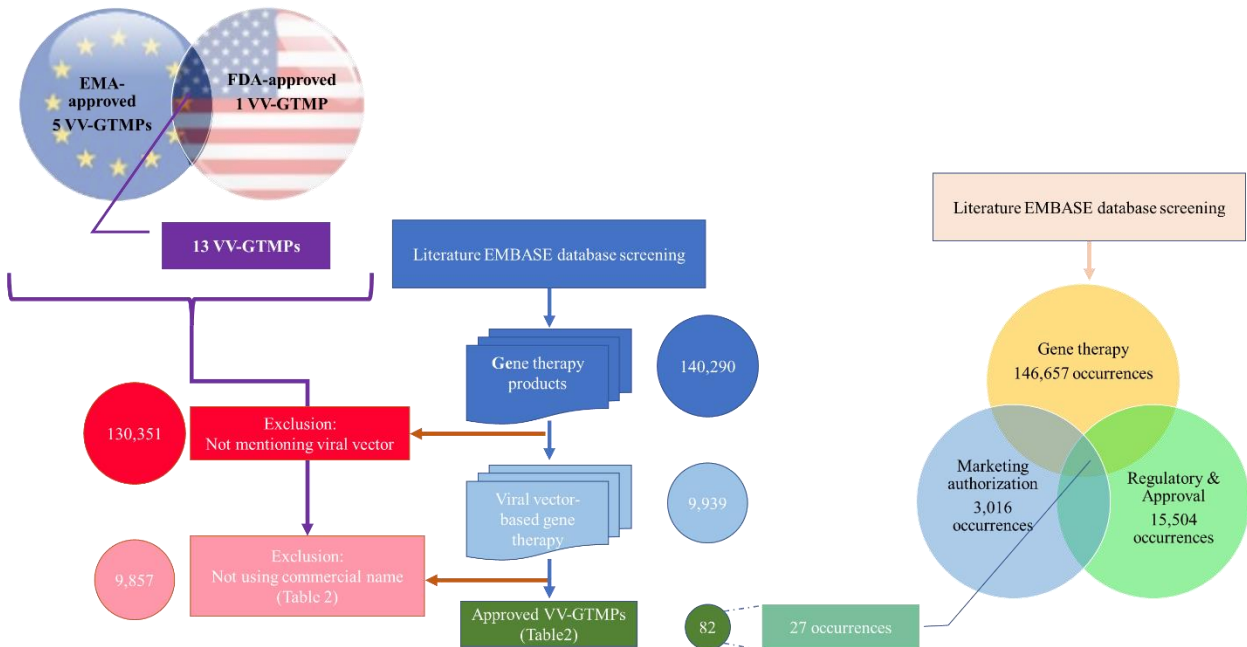 EMA-
approved
5 VV-GTMPs
FDA-approved
1 VV-GTMP
13 VV-GTMPs
Literature EMBASE database screening
Gene therapy
products
140,290
130,351
Exclusion:
Not mentioning viral vector
Viral vector-
based gene
therapy
9,939
9,857
Exclusion:
Not using commercial name
(Table 2)
Approved VV-GTMPs
(Table2)
82
27 occurrences
Literature EMBASE database screening
Gene therapy
146,657 occurrences
Marketing
authorization
3,016
occurrences
Regulatory &
Approval
15,504
occurrences